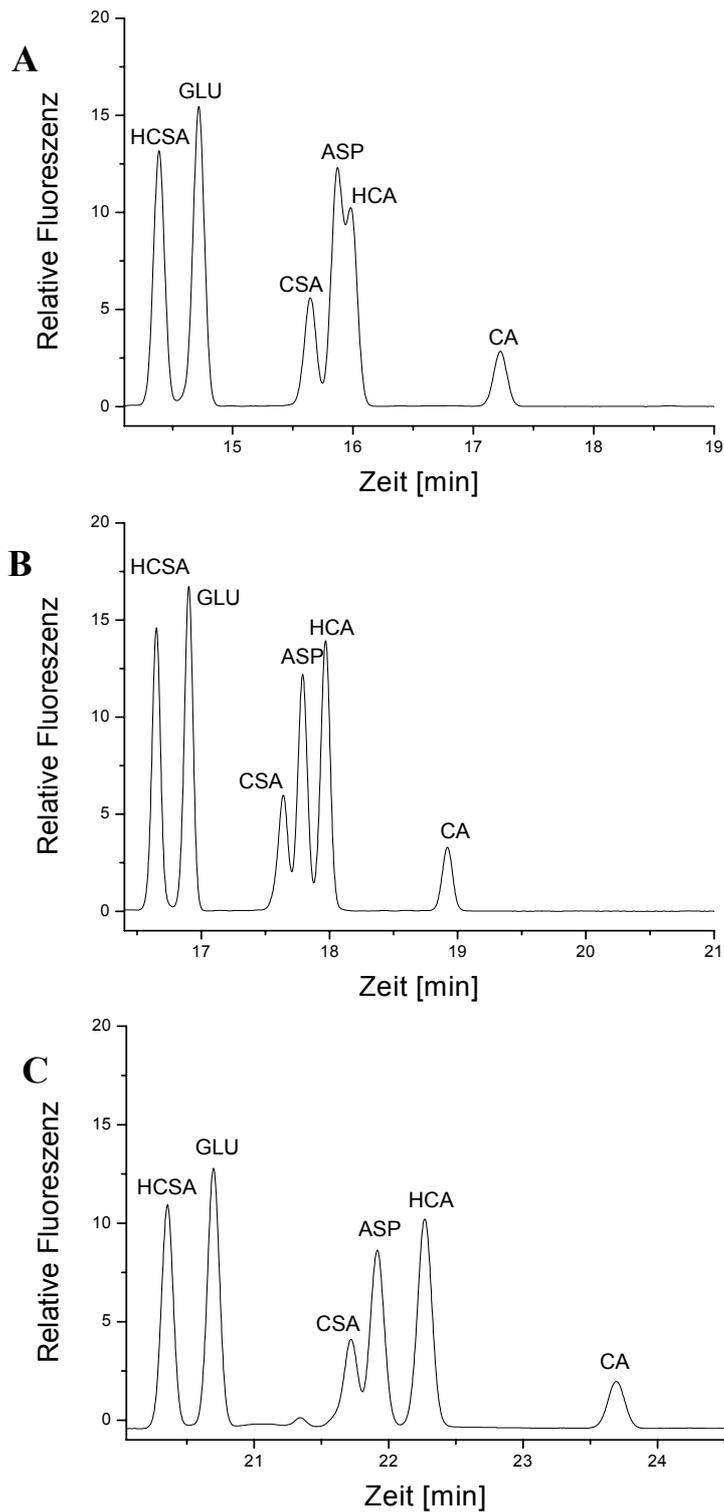 A
Relative Fluoreszenz
20
15
10
5
0
HCSA
GLU
CSA
ASP
HCA
CA
15 16 17 18 19
Zeit [min]
B
Relative Fluoreszenz
20
15
10
5
0
HCSA
GLU
CSA
ASP
HCA
CA
17 18 19 20 21
Zeit [min]
C
Relative Fluoreszenz
20
15
10
5
0
HCSA
GLU
CSA
ASP
HCA
CA
21 22 23 24
Zeit [min]